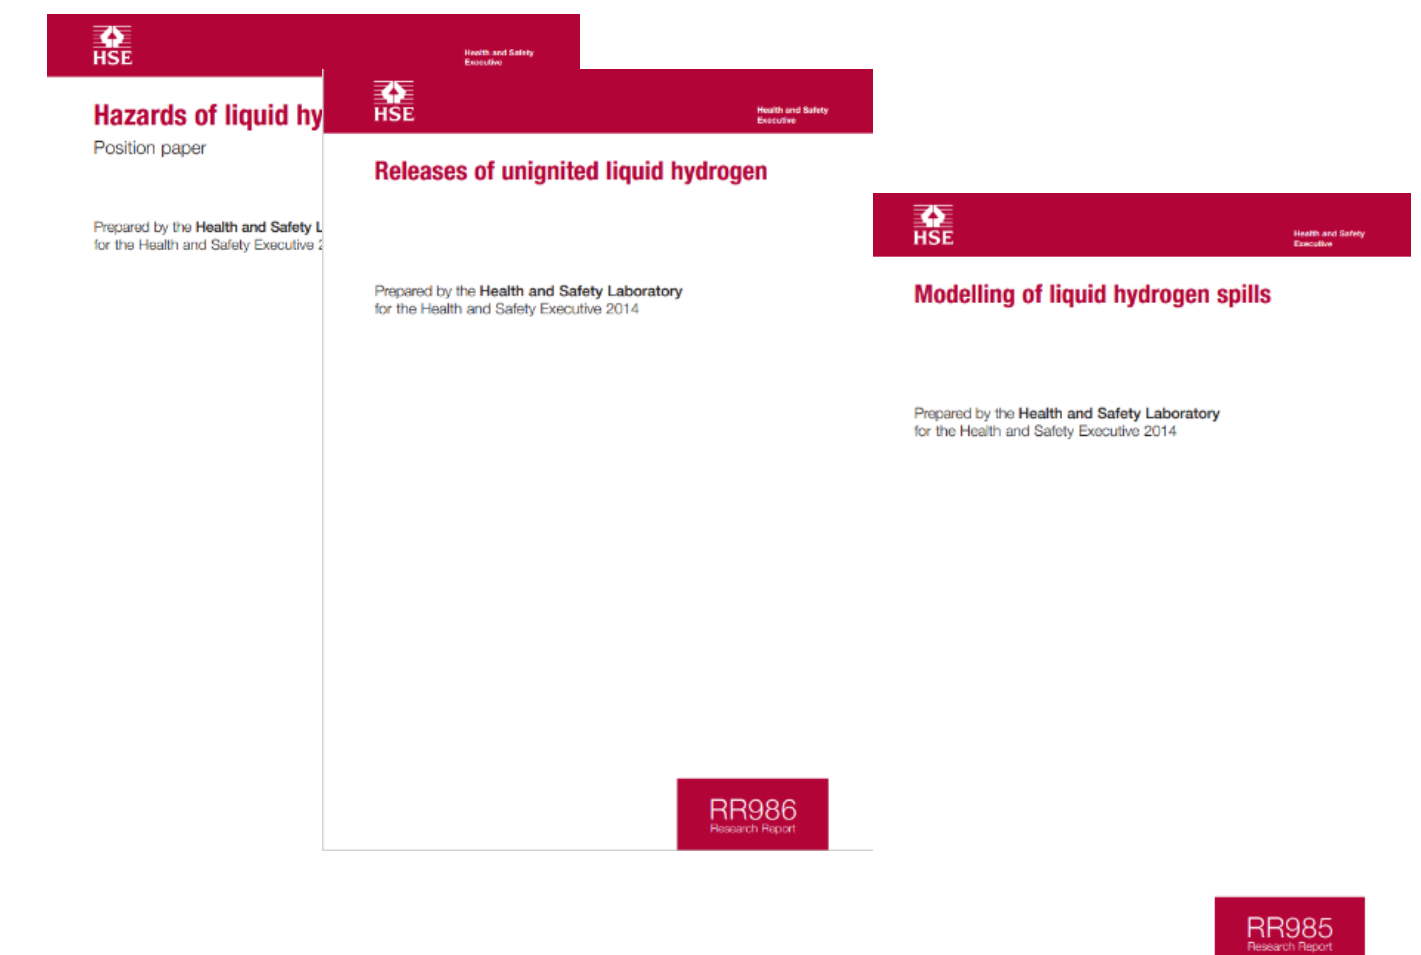 HSE
Health and Safety
Executive
Hazards of liquid hy
Position paper
Prepared by the Health and Safety L
for the Health and Safety Executive 2
HSE
Health and Safety
Executive
Releases of unignited liquid hydrogen
Prepared by the Health and Safety Laboratory
for the Health and Safety Executive 2014
RR986
Research Report
HSE
Health and Safety
Executive
Modelling of liquid hydrogen spills
Prepared by the Health and Safety Laboratory
for the Health and Safety Executive 2014
RR985
Research Report